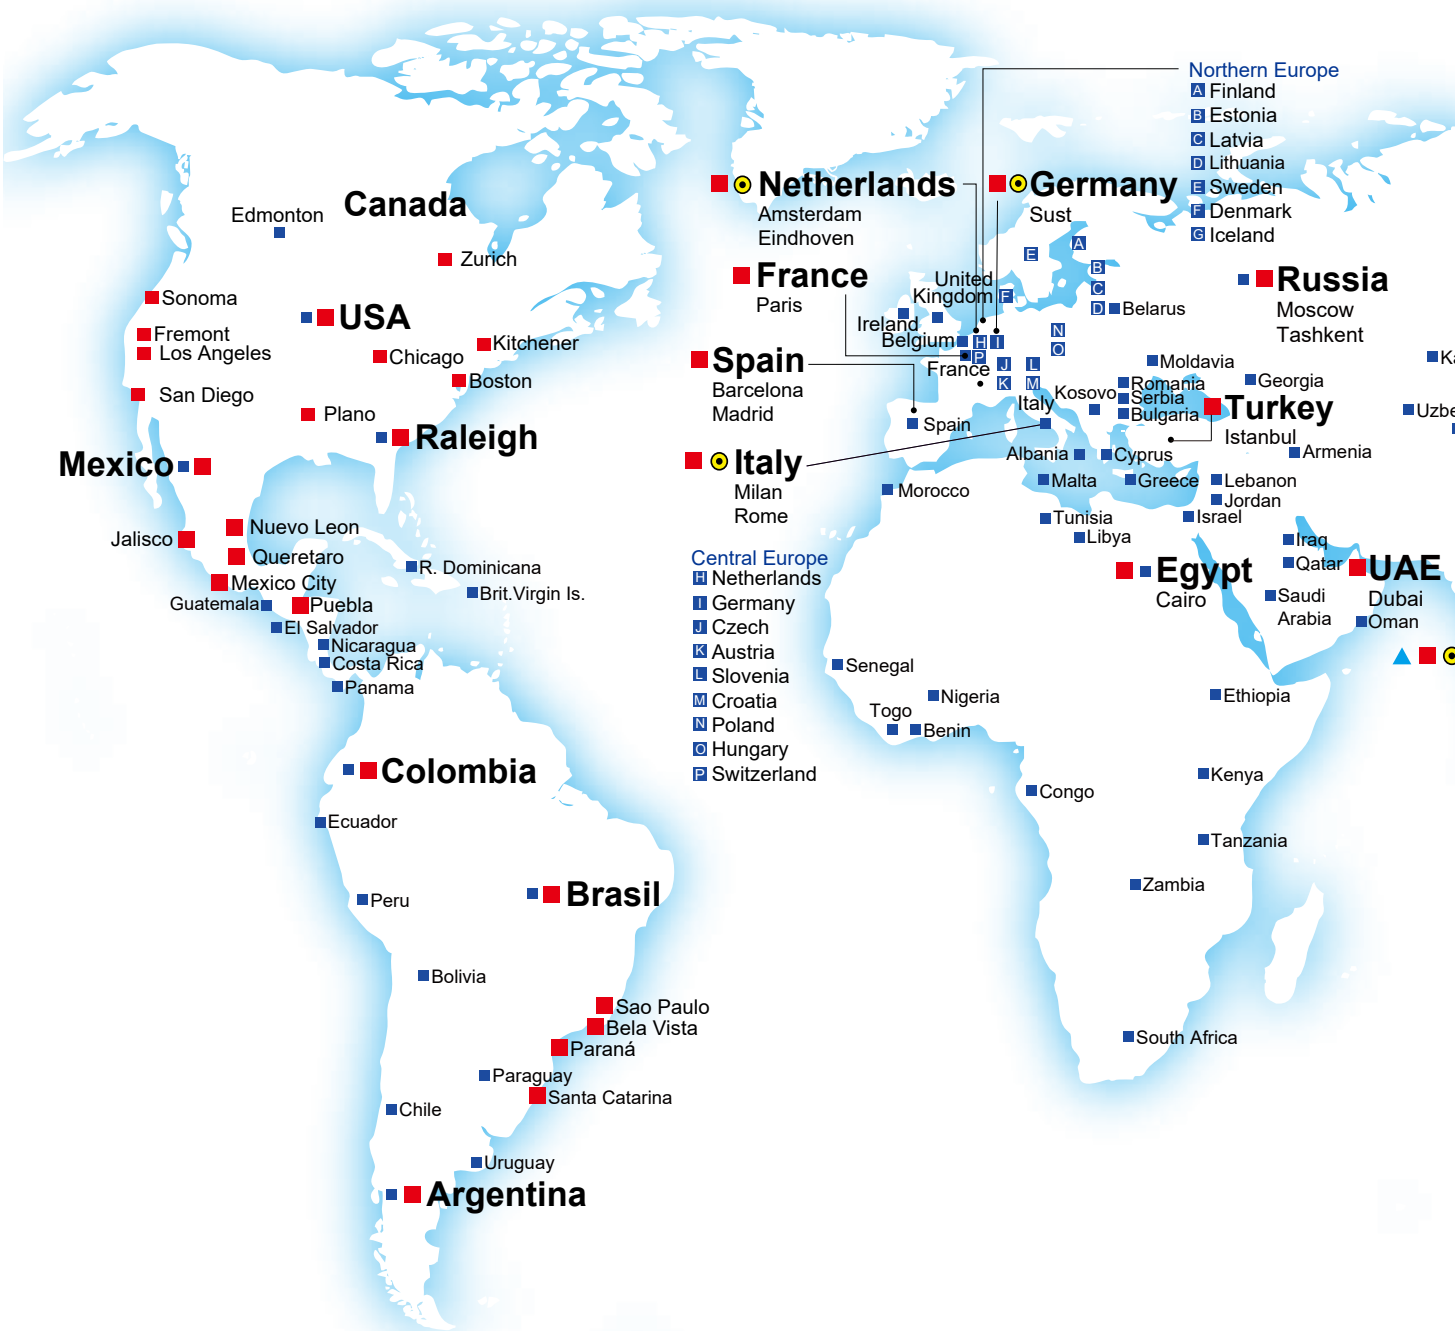 Northern Europe
A Finland
B Estonia
C Latvia
D Lithuania
E Sweden
F Denmark
G Iceland
Netherlands
Amsterdam
Eindhoven
Germany
Sust
Canada
Edmonton
Zurich
Sonoma
USA
Fremont
Los Angeles
Kitchener
Chicago
Boston
San Diego
Plano
Raleigh
Mexico
Nuevo Leon
Jalisco
Queretaro
Mexico City
Guatemala
Puebla
El Salvador
Nicaragua
Costa Rica
Panama
R. Dominicana
Brit.Virgin Is.
France
Paris
Spain
Barcelona
Madrid
Italy
Milan
Rome
United
Kingdom
Ireland
Belgium
France
Spain
Italy
E
A
B
C
D
F
H
I
P
J
K
L
M
N
O
Belarus
Russia
Moscow
Tashkent
Moldavia
Kosovo
Romania
Serbia
Bulgaria
Georgia
Turkey
Istanbul
Armenia
Albania
Cyprus
Malta
Greece
Lebanon
Jordan
Israel
Morocco
Tunisia
Libya
Iraq
Qatar
UAE
Dubai
Oman
Egypt
Cairo
Saudi
Arabia
Central Europe
H Netherlands
I Germany
J Czech
K Austria
L Slovenia
M Croatia
N Poland
O Hungary
P Switzerland
Senegal
Nigeria
Togo
Benin
Ethiopia
Kenya
Congo
Tanzania
Zambia
South Africa
Colombia
Ecuador
Peru
Brasil
Bolivia
Sao Paulo
Bela Vista
Paraná
Paraguay
Santa Catarina
Chile
Uruguay
Argentina